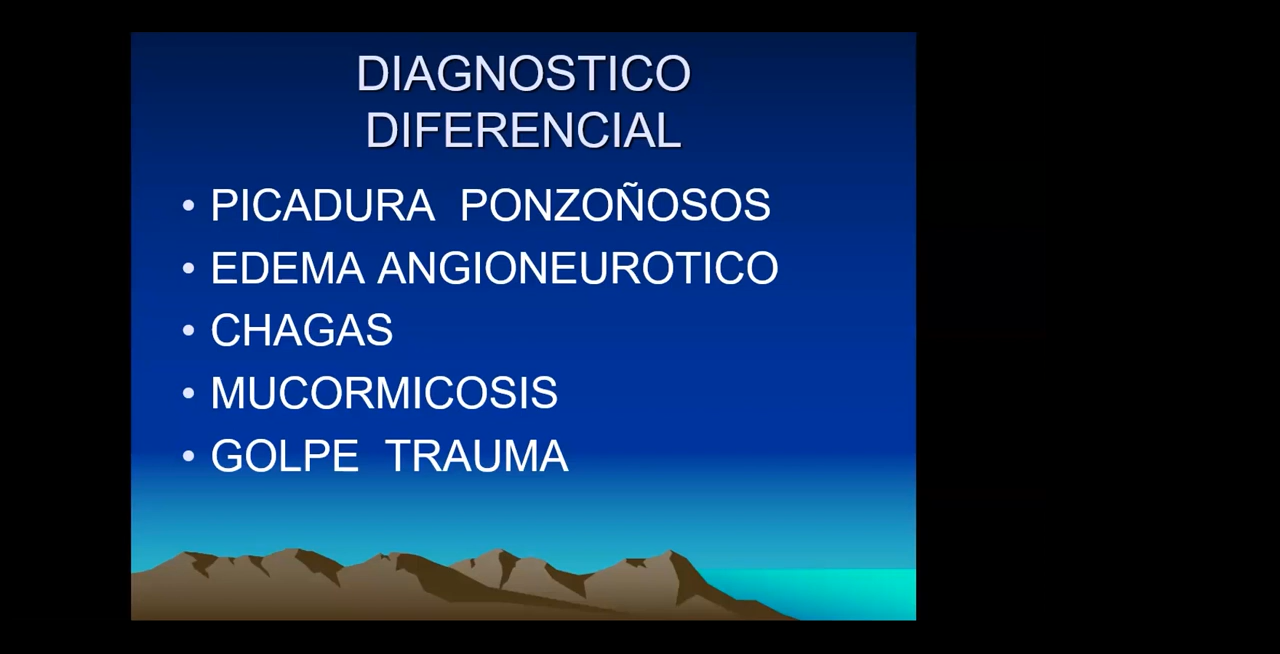 DIAGNOSTICO
DIFERENCIAL
• PICADURA PONZOÑOSOS
• EDEMA ANGIONEUROTICO
• CHAGAS
• MUCORMICOSIS
• GOLPE TRAUMA